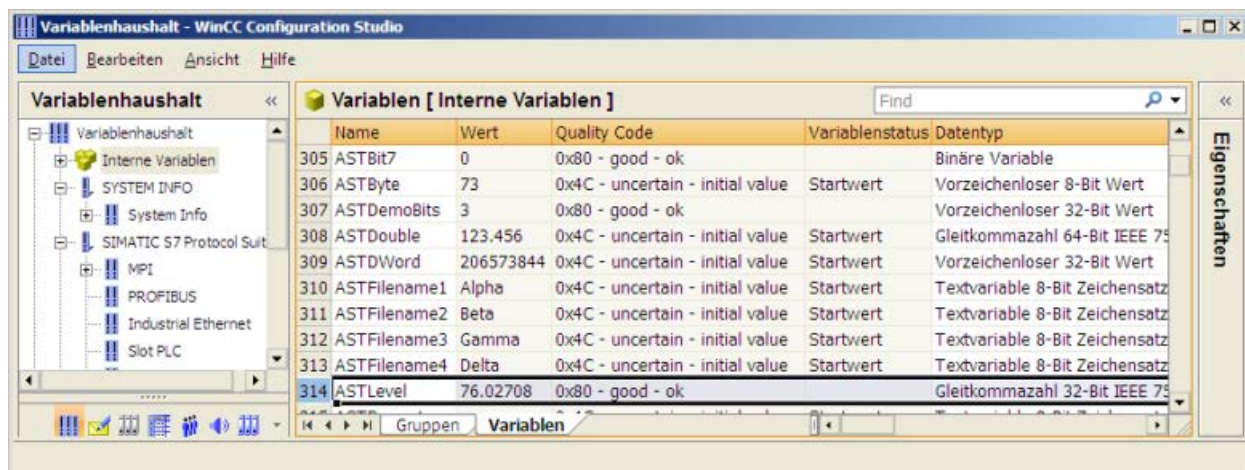 Variablenhaushalt - WinCC Configuration Studio
Datei Bearbeiten Ansicht Hilfe
Variablenhaushalt «
Variablenhaushalt
Interne Variablen
SYSTEM INFO
System Info
SIMATIC S7 Protocol Suit
MPI
PROFIBUS
Industrial Ethernet
Slot PLC
Variablen [ Interne Variablen ] Find
Name Wert Quality Code Variablenstatus Datentyp
305 ASTBit7 0 0x80 - good - ok Binäre Variable
306 ASTByte 73 0x4C - uncertain - initial value Startwert Vorzeichenloser 8-Bit Wert
307 ASTDemoBits 3 0x80 - good - ok Vorzeichenloser 32-Bit Wert
308 ASTDouble 123.456 0x4C - uncertain - initial value Startwert Gleitkommazahl 64-Bit IEEE 75
309 ASTDWord 206573844 0x4C - uncertain - initial value Startwert Vorzeichenloser 32-Bit Wert
310 ASTFilename1 Alpha 0x4C - uncertain - initial value Startwert Textvariable 8-Bit Zeichensatz
311 ASTFilename2 Beta 0x4C - uncertain - initial value Startwert Textvariable 8-Bit Zeichensatz
312 ASTFilename3 Gamma 0x4C - uncertain - initial value Startwert Textvariable 8-Bit Zeichensatz
313 ASTFilename4 Delta 0x4C - uncertain - initial value Startwert Textvariable 8-Bit Zeichensatz
314 ASTLevel 76.02708 0x80 - good - ok Gleitkommazahl 32-Bit IEEE 75
Gruppen Variablen
«
Eigenschaften